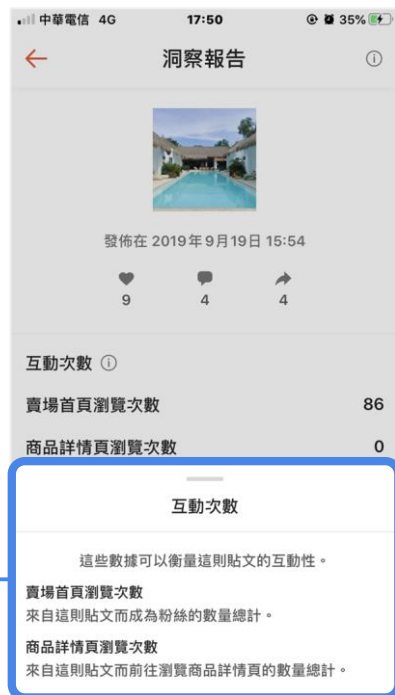 中華電信 4G 17:50 35%
洞察報告
發佈在 2019年9月19日 15:54
9 4 4
互動次數
賣場首頁瀏覽次數 86
商品詳情頁瀏覽次數 0
互動次數
這些數據可以衡量這則貼文的互動性。
賣場首頁瀏覽次數
來自這則貼文而成為粉絲的數量總計。
商品詳情頁瀏覽次數
來自這則貼文而前往瀏覽商品詳情頁的數量總計。